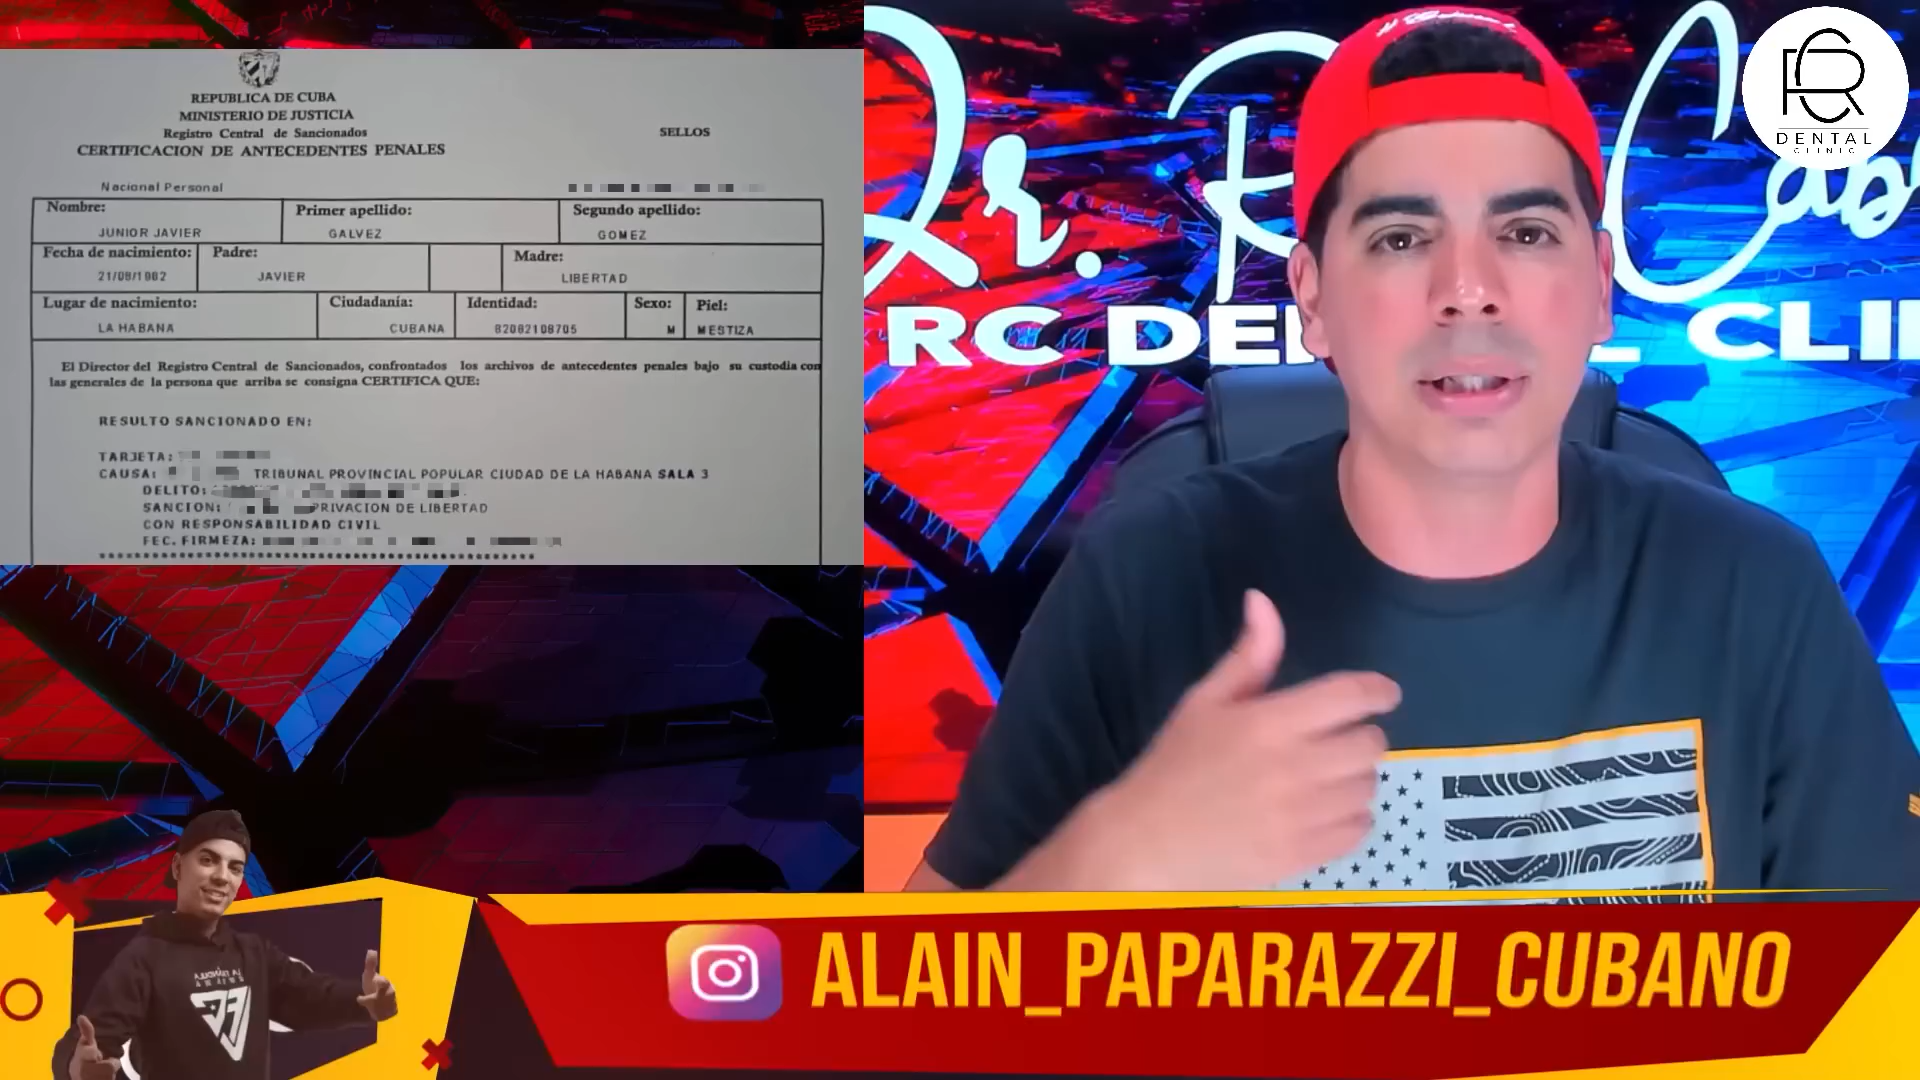 REPUBLICA DE CUBA
MINISTERIO DE JUSTICIA
Registro Central de Sancionados
CERTIFICACION DE ANTECEDENTES PENALES
SELLOS
Nacional Personal
Nombre: Primer apellido: Segundo apellido:
JUNIOR JAVIER GALVEZ GOMEZ
Fecha de nacimiento: Padre: Madre:
21/08/1982 JAVIER LIBERTAD
Lugar de nacimiento: Ciudadanía: Identidad: Sexo: Piel:
LA HABANA CUBANA 82082108705 M MESTIZA
El Director del Registro Central de Sancionados, confrontados los archivos de antecedentes penales bajo su custodia con
las generales de la persona que arriba se consigna CERTIFICA QUE:
RESULTO SANCIONADO EN:
TARJETA:
CAUSA: TRIBUNAL PROVINCIAL POPULAR CIUDAD DE LA HABANA SALA 3
DELITO:
SANCION: PRIVACION DE LIBERTAD
CON RESPONSABILIDAD CIVIL
FEC. FIRMEZA:
Dr. R
RC DE CLI
RC
DENTAL
CLINIC
ALAIN_PAPARAZZI_CUBANO